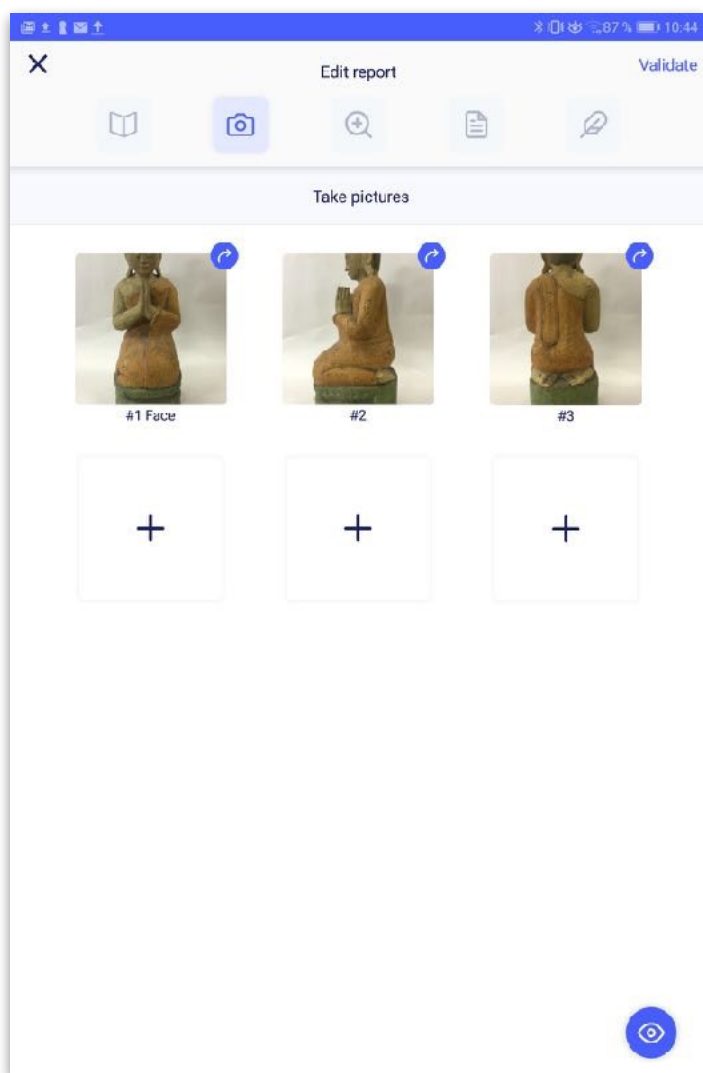 87 % 10:44
Edit report
Validate
Take pictures
#1 Face
#2
#3